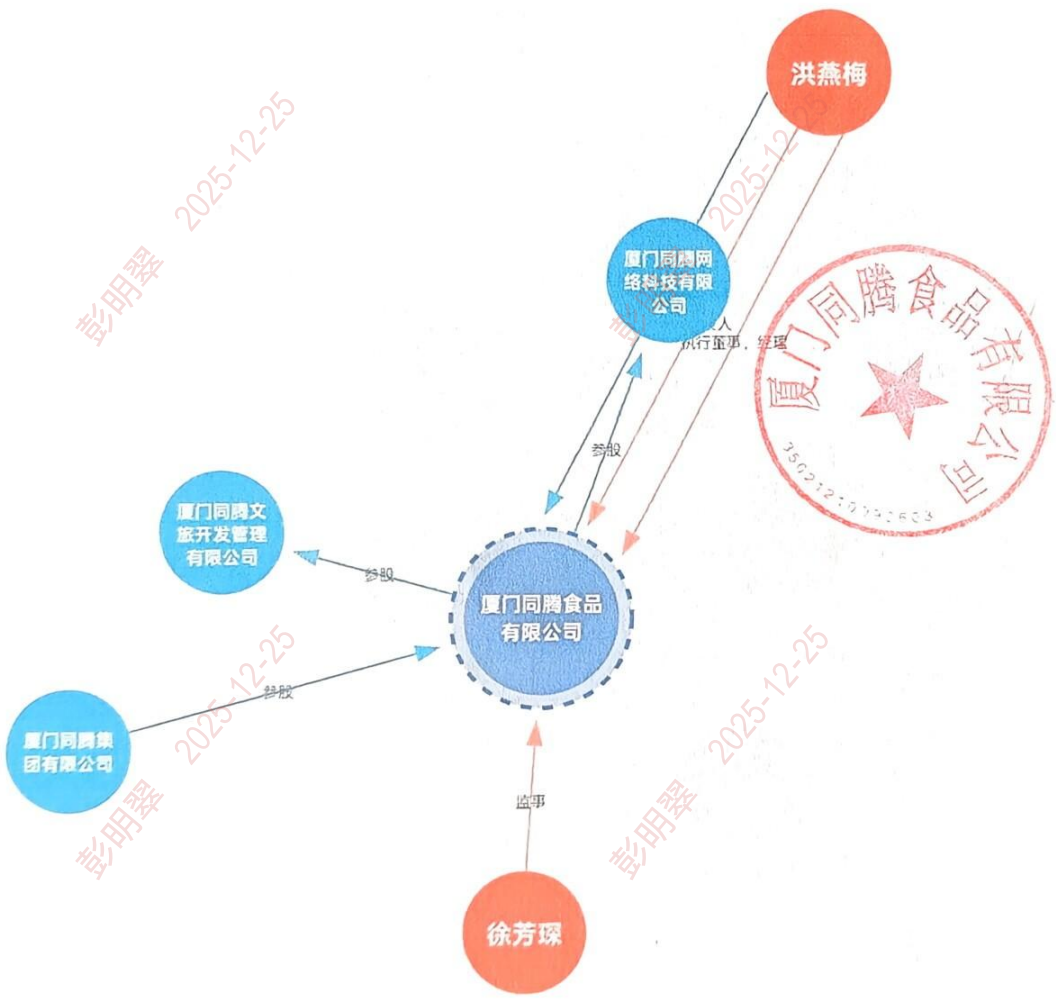 洪燕梅
厦门同腾网
络科技有限
公司
人
执行董事,经理
参股
厦门同腾文
旅开发管理
有限公司
参股
厦门同腾食品
有限公司
参股
厦门同腾集
团有限公司
监事
徐芳琛
厦门同腾食品有限公司
彭明翠 2025-12-25
彭明翠 2025-12-25
彭明翠 2025-12-25
彭明翠 2025-12-25